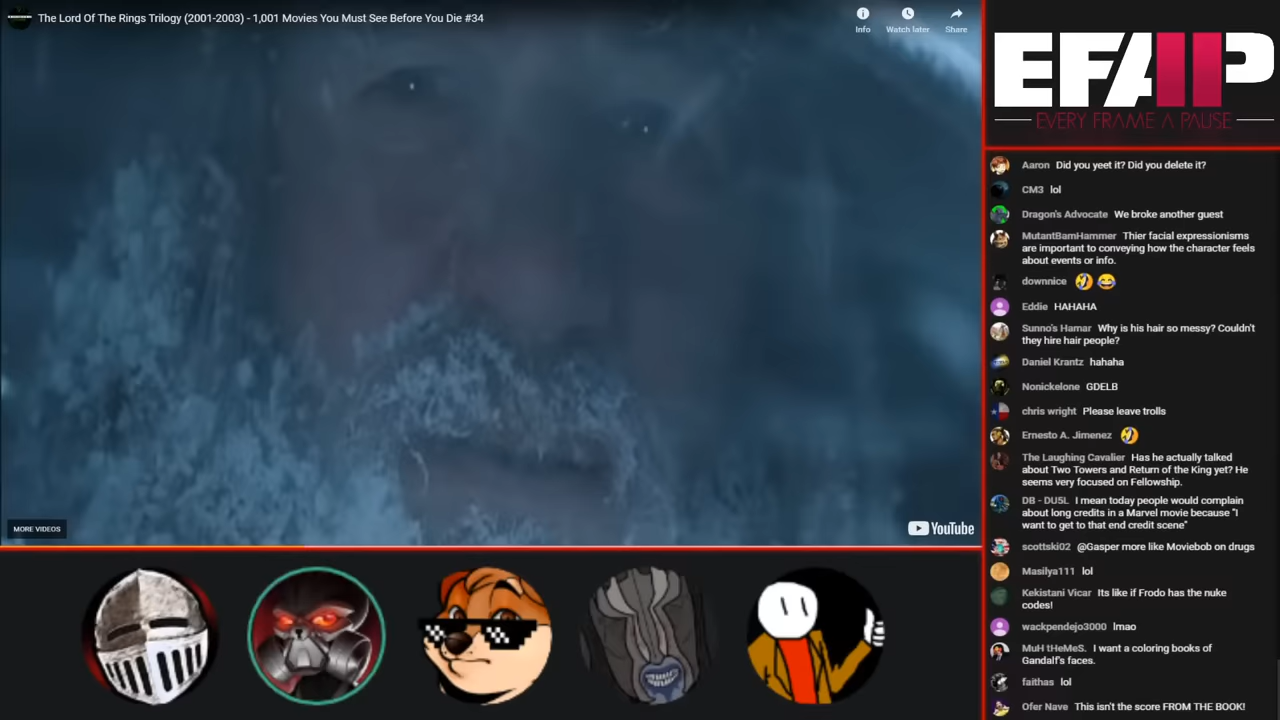 The Lord Of The Rings Trilogy (2001-2003) - 1,001 Movies You Must See Before You Die #34
Info
Watch later
Share
MORE VIDEOS
YouTube
EFAP
EVERY FRAME A PAUSE
Aaron Did you yeet it? Did you delete it?
CM3 lol
Dragon's Advocate We broke another guest
MutantBamHammer Thier facial expressionisms
are important to conveying how the character feels
about events or info.
downnice 🤣 😂
Eddie HAHAHA
Sunno's Hamar Why is his hair so messy? Couldn't
they hire hair people?
Daniel Krantz hahaha
Nonickelone GDELB
chris wright Please leave trolls
Ernesto A. Jimenez 🤣
The Laughing Cavalier Has he actually talked
about Two Towers and Return of the King yet? He
seems very focused on Fellowship.
DB - DU5L I mean today people would complain
about long credits in a Marvel movie because "I
want to get to that end credit scene"
scottski02 @Gasper more like Moviebob on drugs
Masilya111 lol
Kekistani Vicar Its like if Frodo has the nuke
codes!
wackpendejo3000 lmao
MuH tHeMeS. I want a coloring books of
Gandalf's faces.
faithas lol
Ofer Nave This isn't the score FROM THE BOOK!